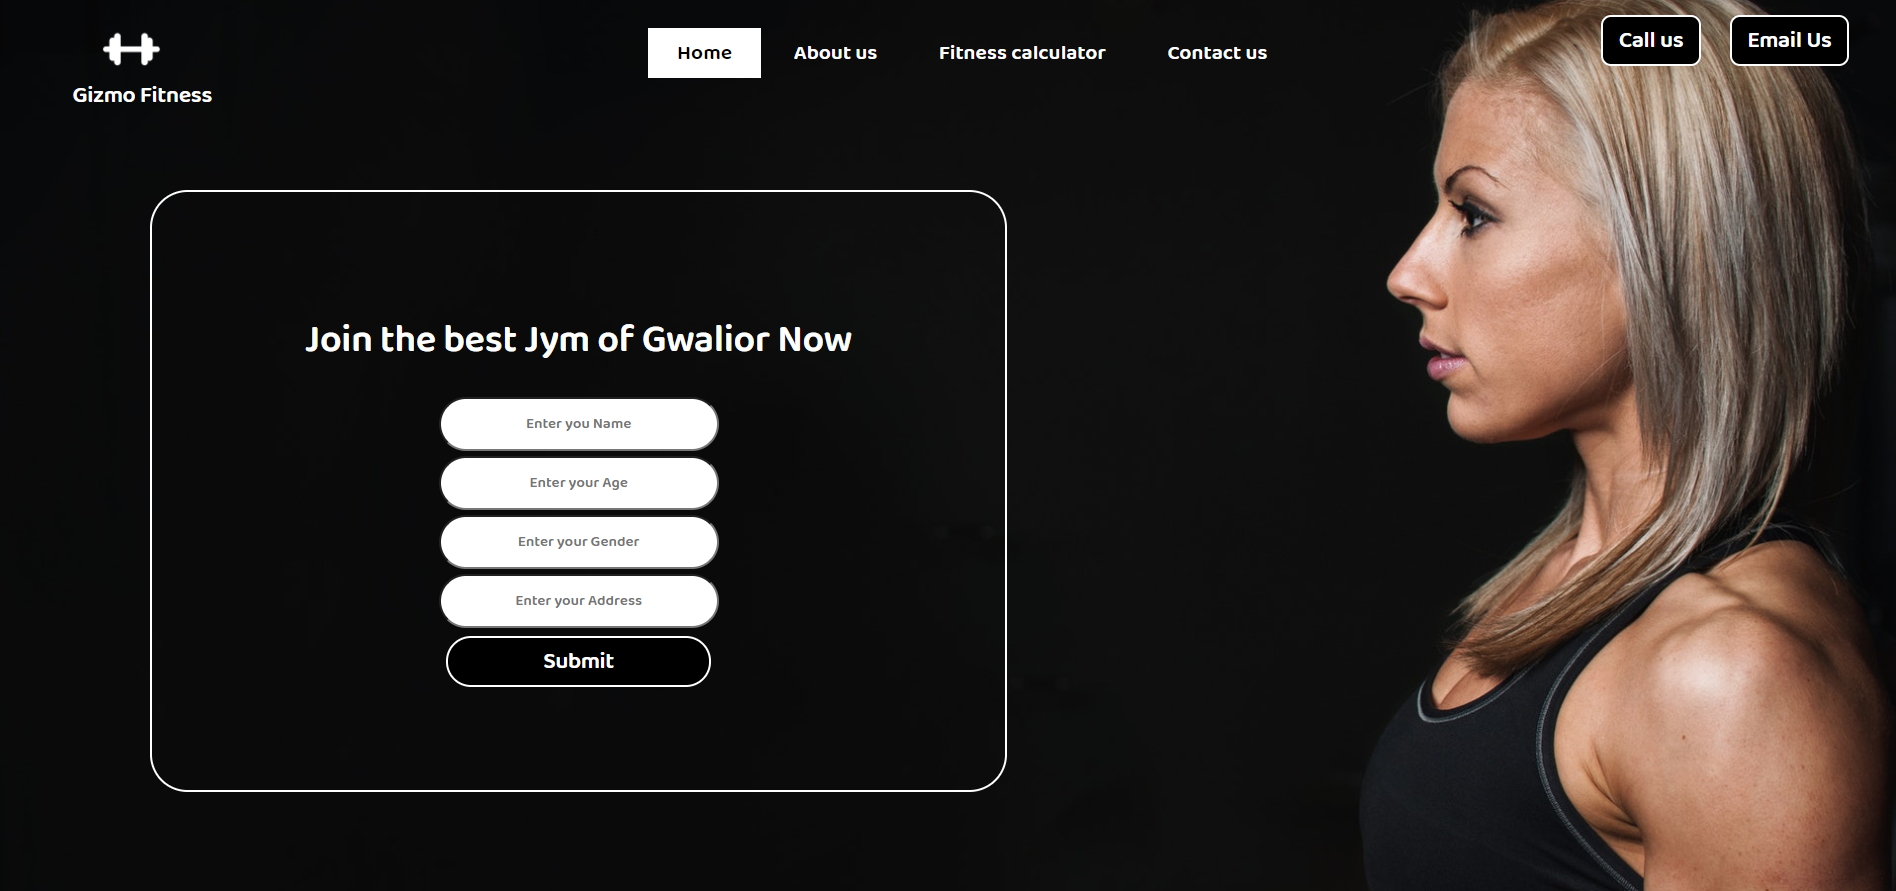 Gizmo Fitness
Home
About us
Fitness calculator
Contact us
Call us
Email Us
Join the best Jym of Gwalior Now
Enter you Name
Enter your Age
Enter your Gender
Enter your Address
Submit